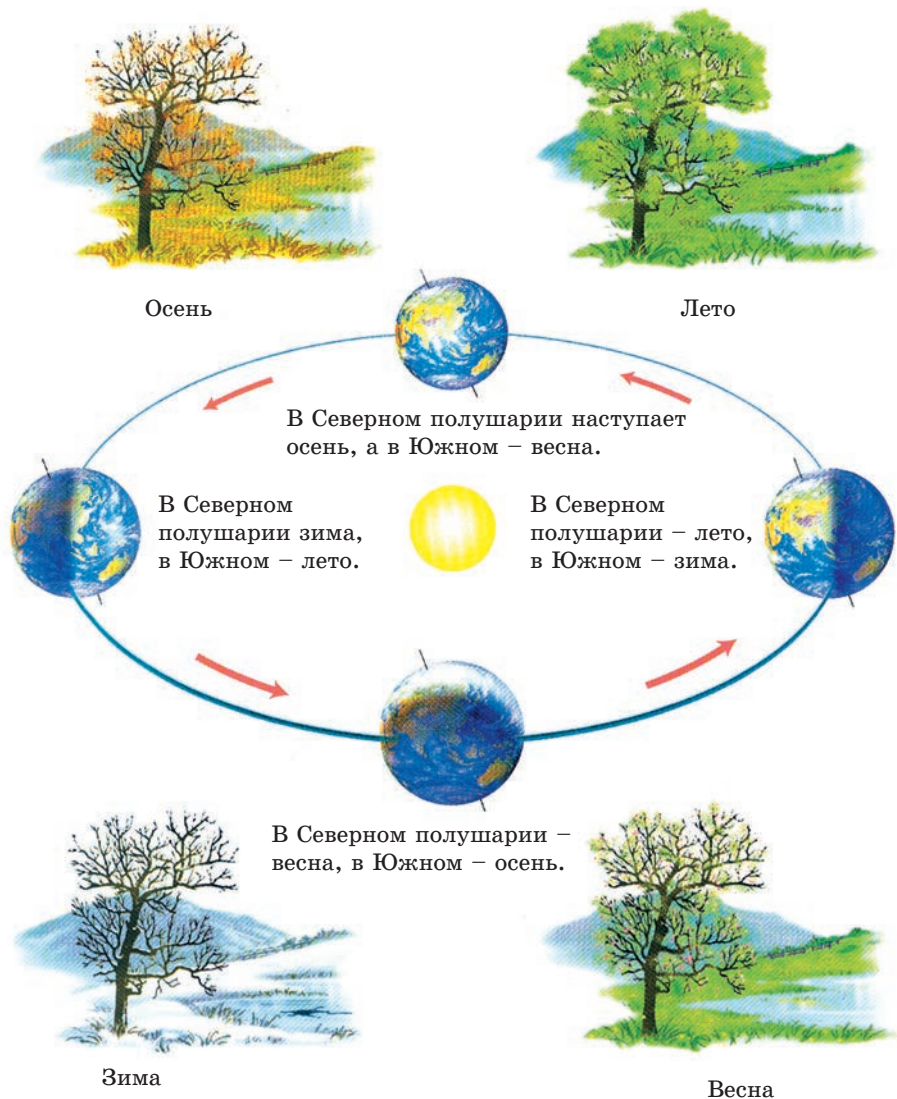 Осень
Лето
В Северном полушарии наступает
осень, а в Южном – весна.
В Северном
полушарии зима,
в Южном – лето.
В Северном
полушарии – лето,
в Южном – зима.
В Северном полушарии –
весна, в Южном – осень.
Зима
Весна